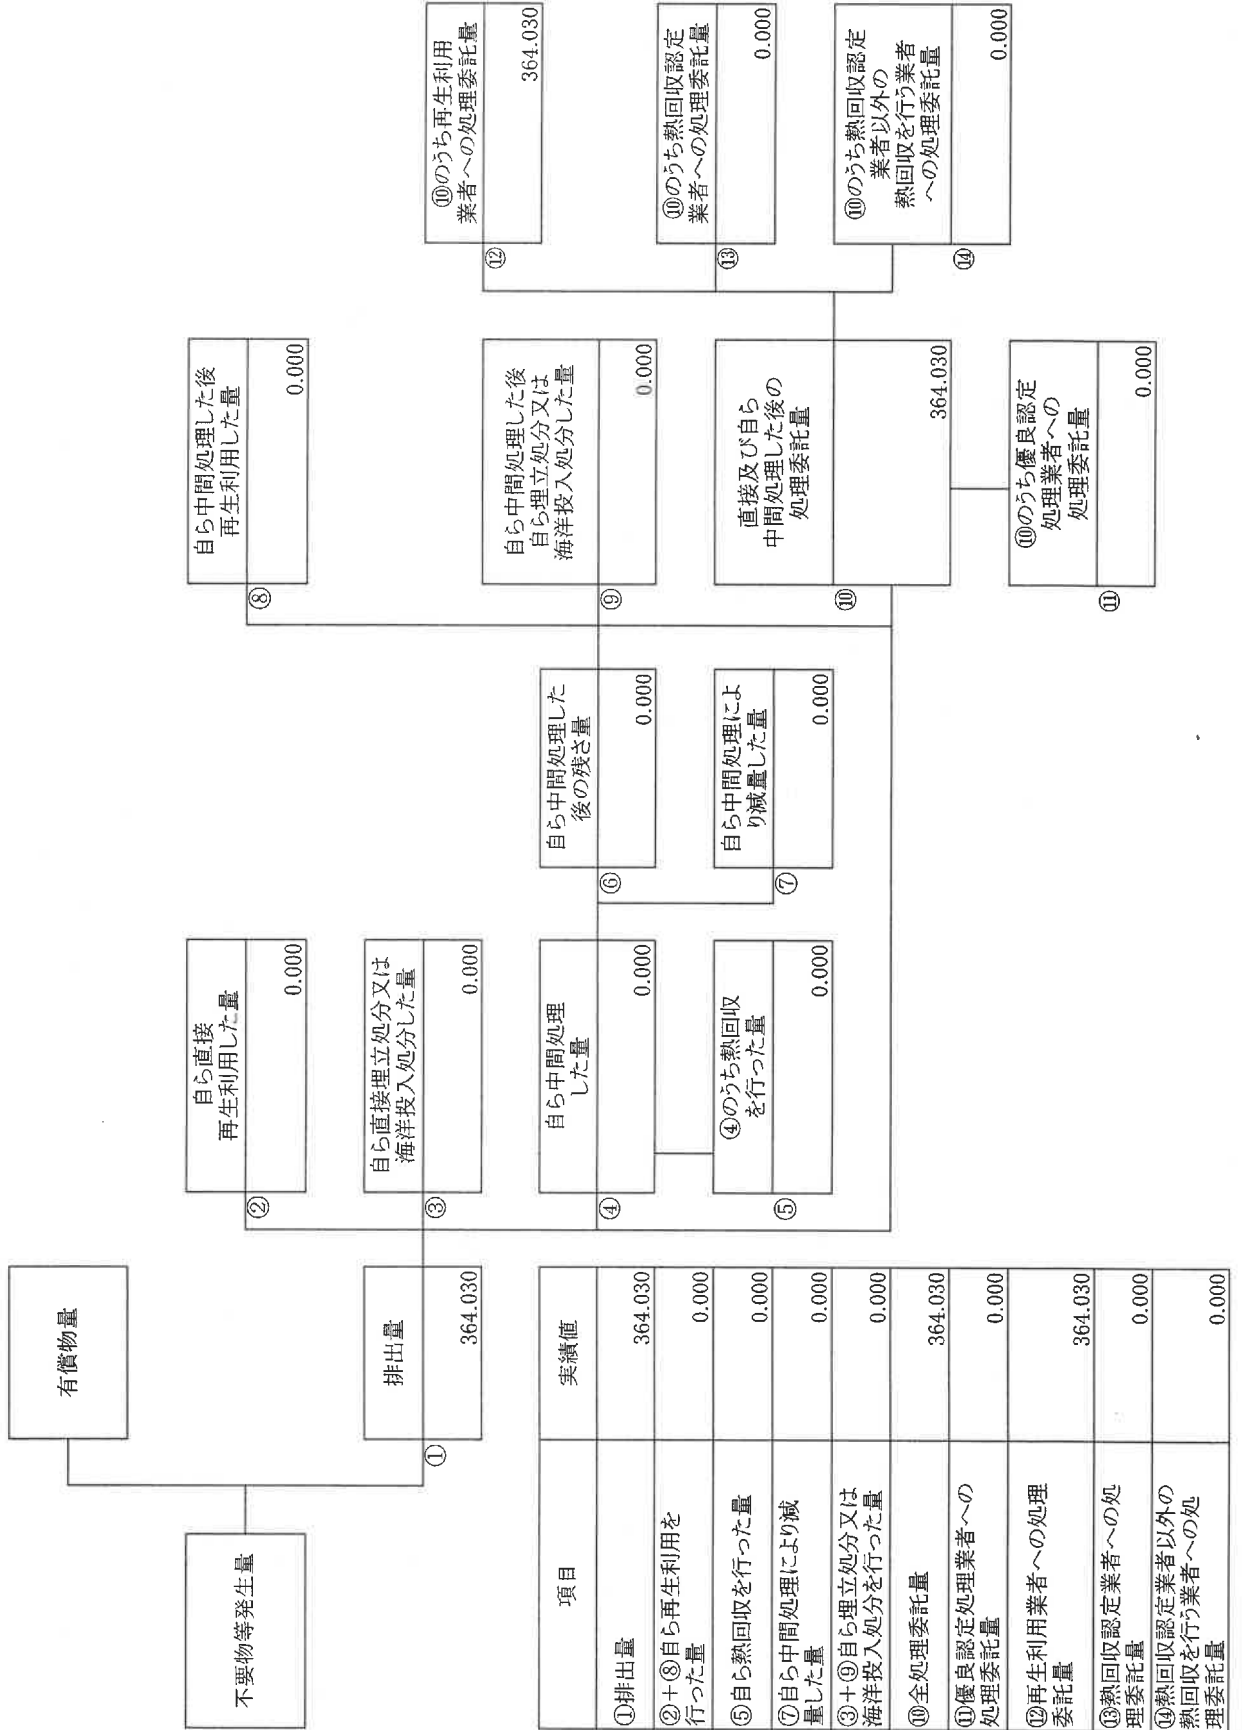 有償物量
不要物等発生量
①
排出量
364.030
②
自ら直接
再生利用した量
0.000
③
自ら直接埋立処分又は
海洋投入処分した量
0.000
④
自ら中間処理
した量
0.000
⑤
④のうち熱回収
を行った量
0.000
⑥
自ら中間処理した
後の残さ量
0.000
⑦
自ら中間処理によ
り減量した量
0.000
⑧
自ら中間処理した後
再生利用した量
0.000
⑨
自ら中間処理した後
自ら埋立処分又は
海洋投入処分した量
0.000
⑩
直接及び自ら
中間処理した後の
処理委託量
364.030
⑪
⑩のうち優良認定
処理業者への
処理委託量
0.000
⑫
⑩のうち再生利用
業者への処理委託量
364.030
⑬
⑩のうち熱回収認定
業者への処理委託量
0.000
⑭
⑩のうち熱回収認定
業者以外の
熱回収を行う業者
への処理委託量
0.000
項目 実績値
①排出量 364.030
②+⑧自ら再生利用を
行った量 0.000
⑤自ら熱回収を行った量 0.000
⑦自ら中間処理により減
量した量 0.000
③+⑨自ら埋立処分又は
海洋投入処分を行った量 0.000
⑩全処理委託量 364.030
⑪優良認定処理業者への
処理委託量 0.000
⑫再生利用業者への処理
委託量 364.030
⑬熱回収認定業者への処
理委託量 0.000
⑭熱回収認定業者以外の
熱回収を行う業者への処
理委託量 0.000